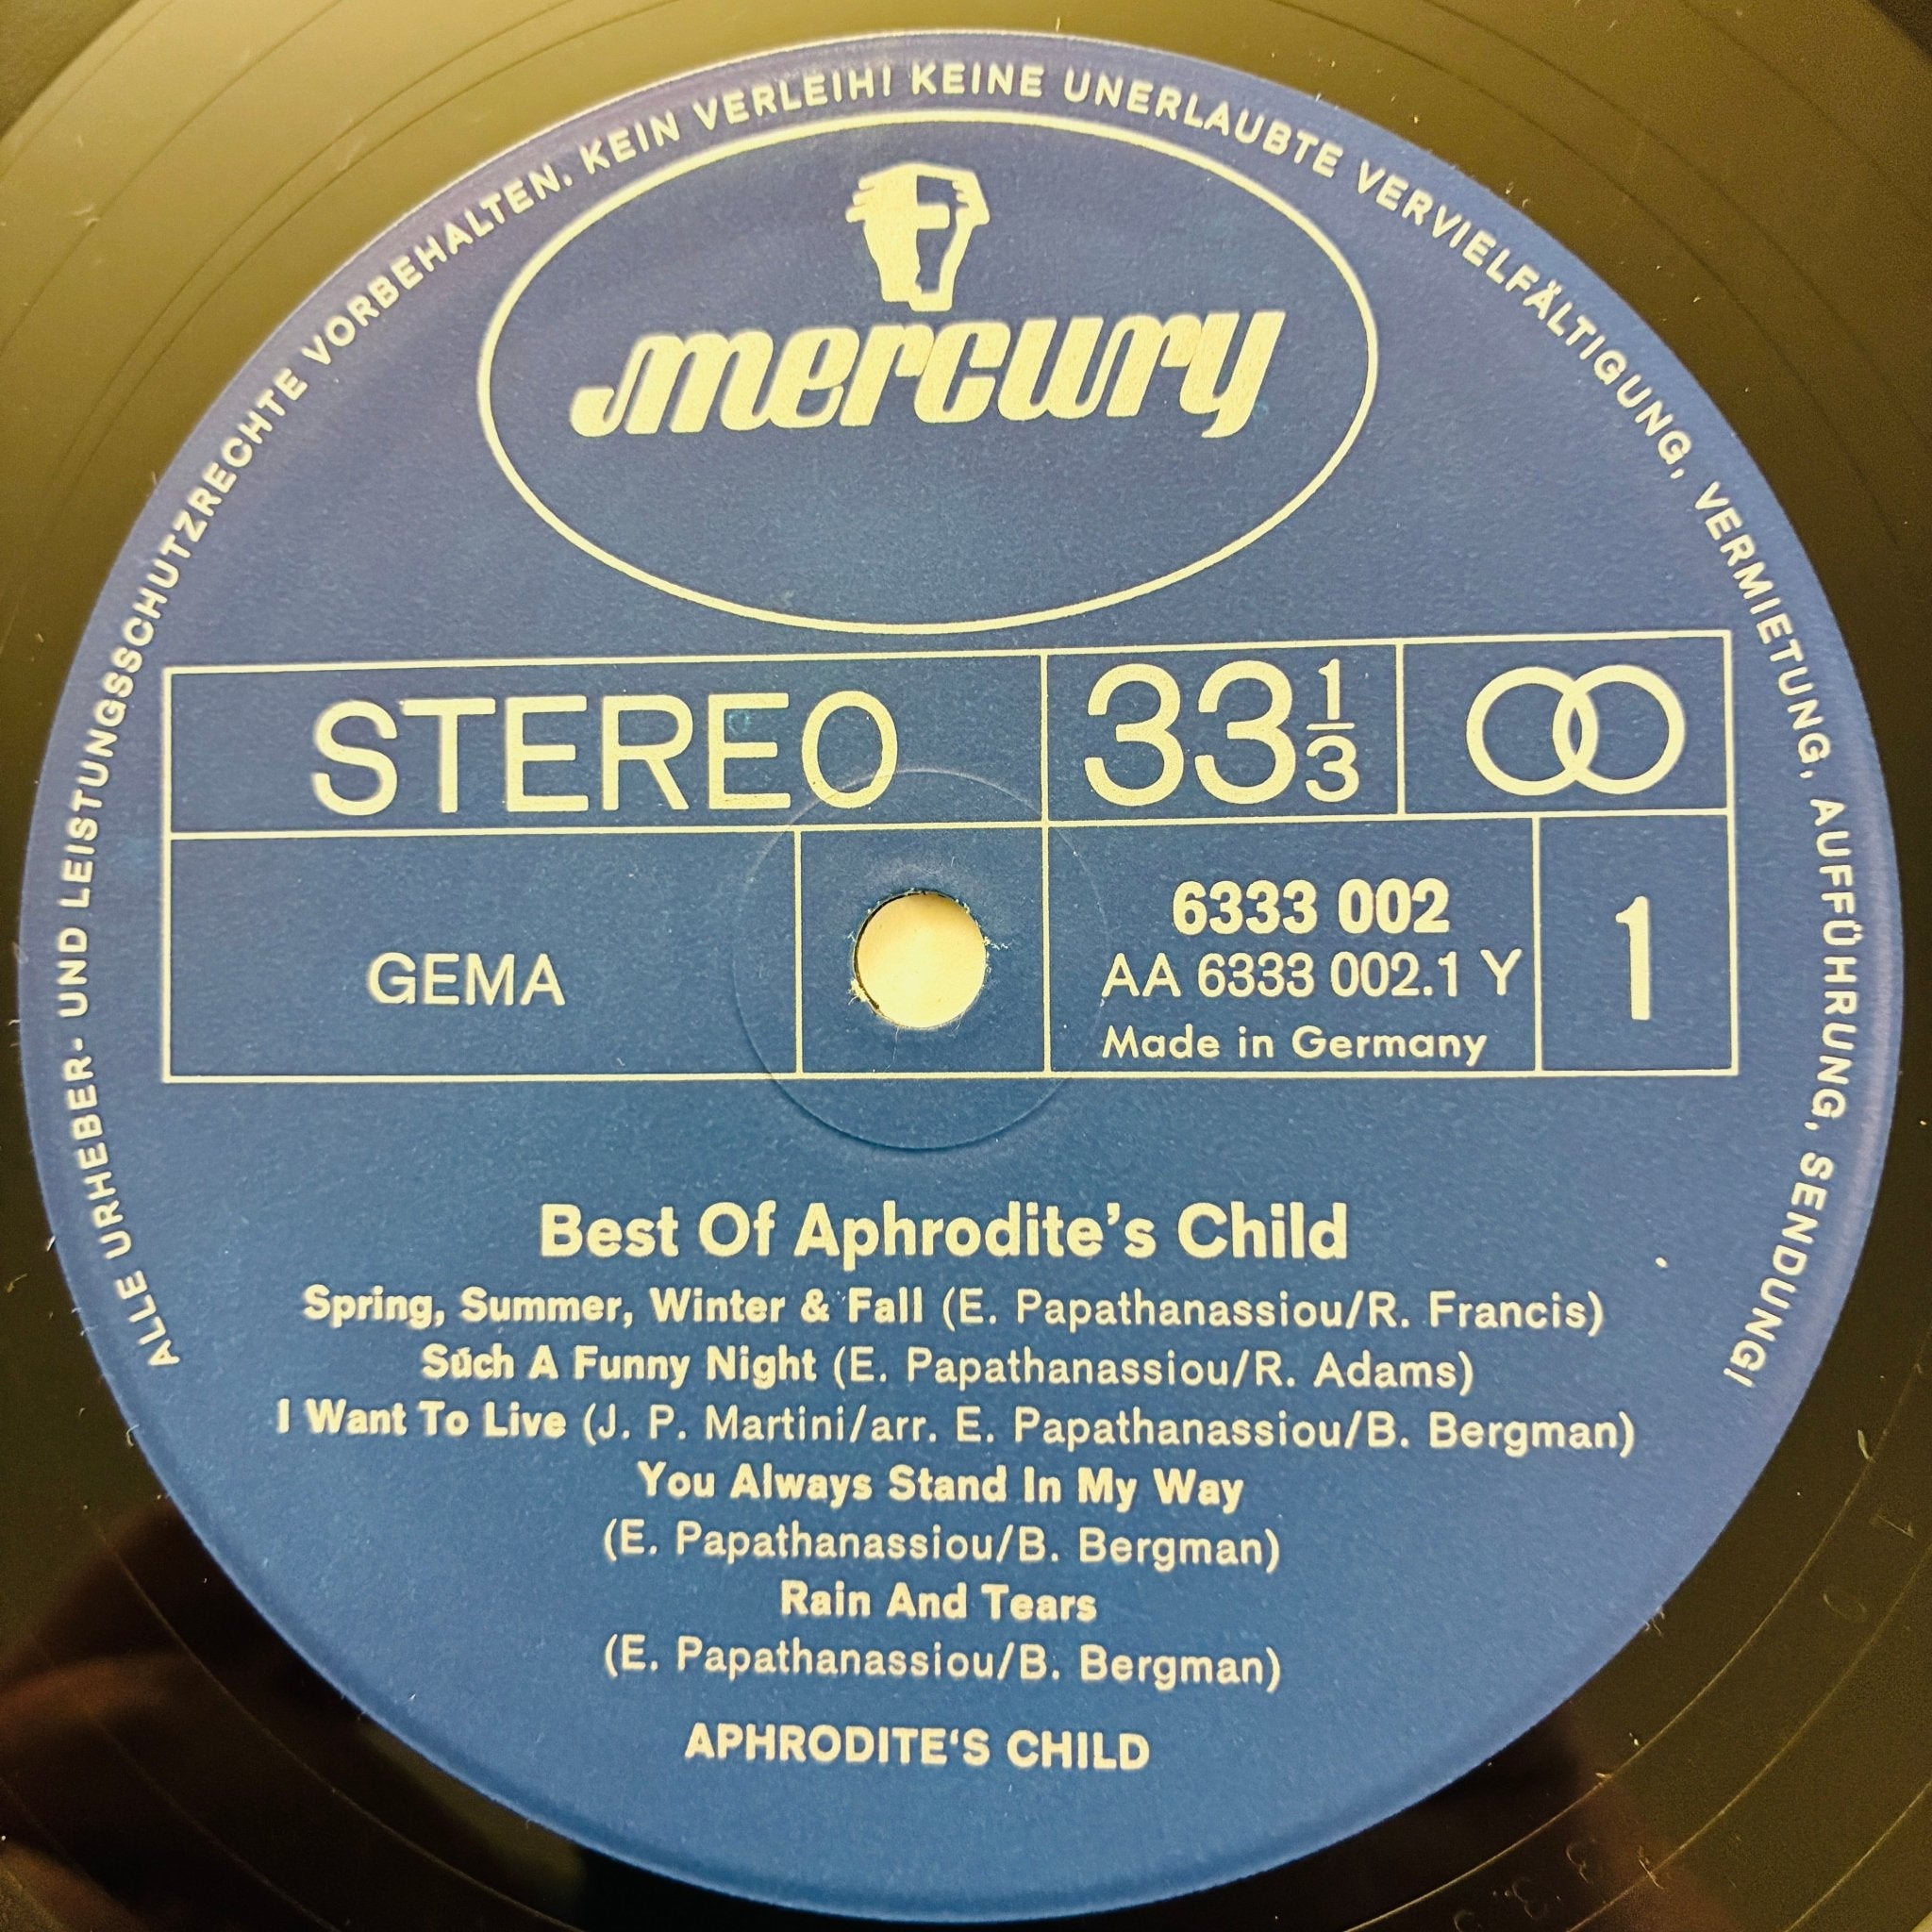 ALLE URHEBER- UND LEISTUNGSSCHUTZRECHTE VORBEHALTEN. KEIN VERLEIH! KEINE UNERLAUBTE VERVIELFÄLTIGUNG, VERMIETUNG, AUFFÜHRUNG, SENDUNG!
mercury
STEREO
33 1/3
GEMA
6333 002
AA 6333 002.1 Y
Made in Germany
1
Best Of Aphrodite's Child
Spring, Summer, Winter & Fall (E. Papathanassiou/R. Francis)
Such A Funny Night (E. Papathanassiou/R. Adams)
I Want To Live (J. P. Martini/arr. E. Papathanassiou/B. Bergman)
You Always Stand In My Way
(E. Papathanassiou/B. Bergman)
Rain And Tears
(E. Papathanassiou/B. Bergman)
APHRODITE'S CHILD